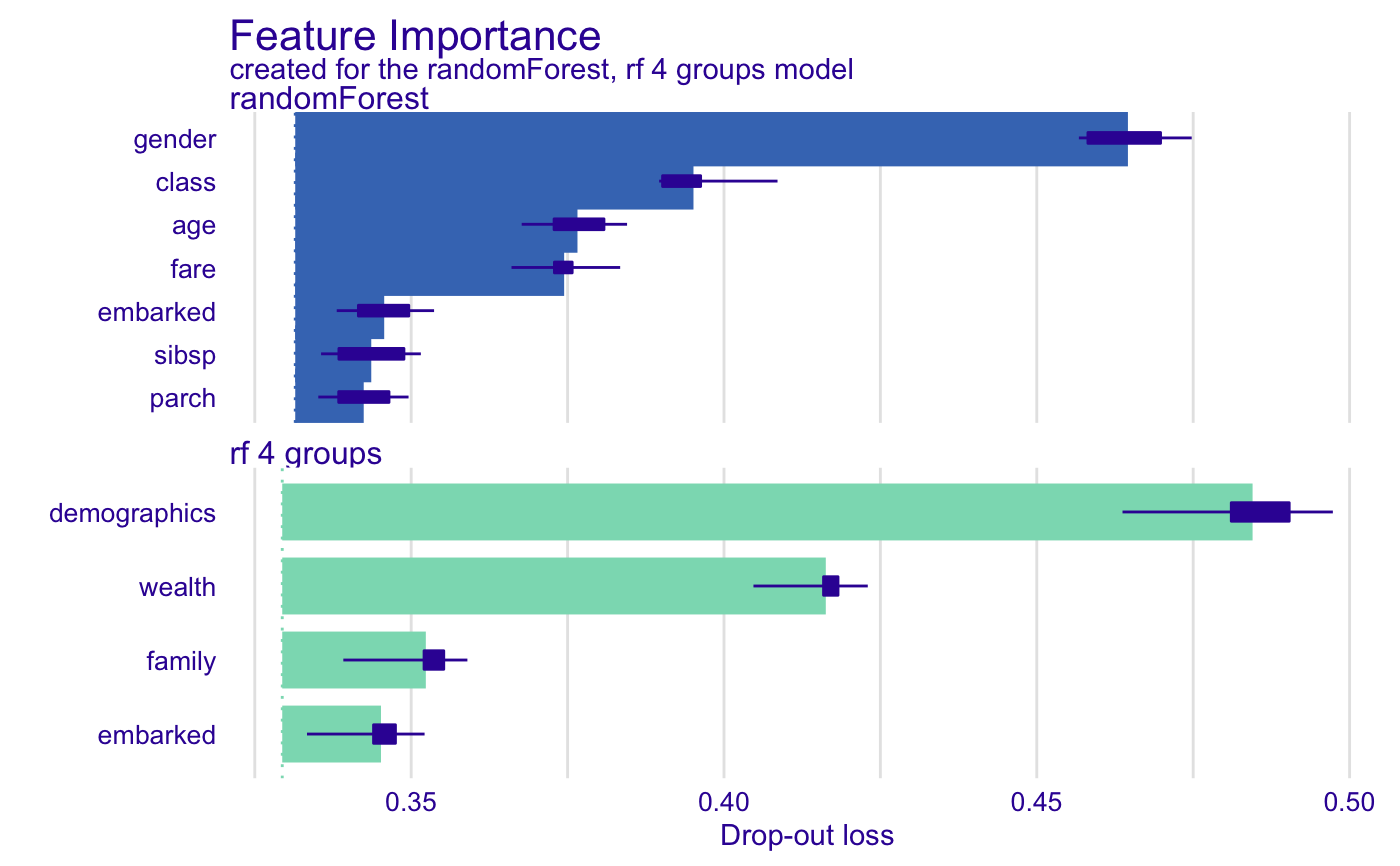 Feature Importance
created for the randomForest, rf 4 groups model
randomForest
gender
class
age
fare
embarked
sibsp
parch
rf 4 groups
demographics
wealth
family
embarked
0.35 0.40 0.45 0.50
Drop-out loss